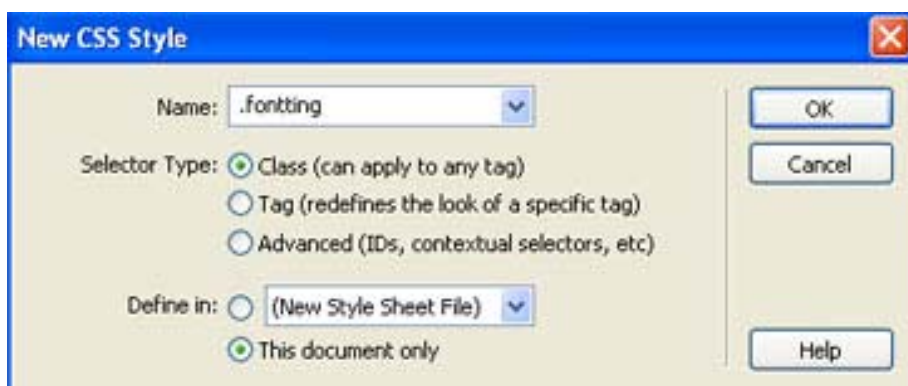 New CSS Style
Name: .fontting
OK
Selector Type: Class (can apply to any tag)
Cancel
Tag (redefines the look of a specific tag)
Advanced (IDs, contextual selectors, etc)
Define in: (New Style Sheet File)
This document only
Help